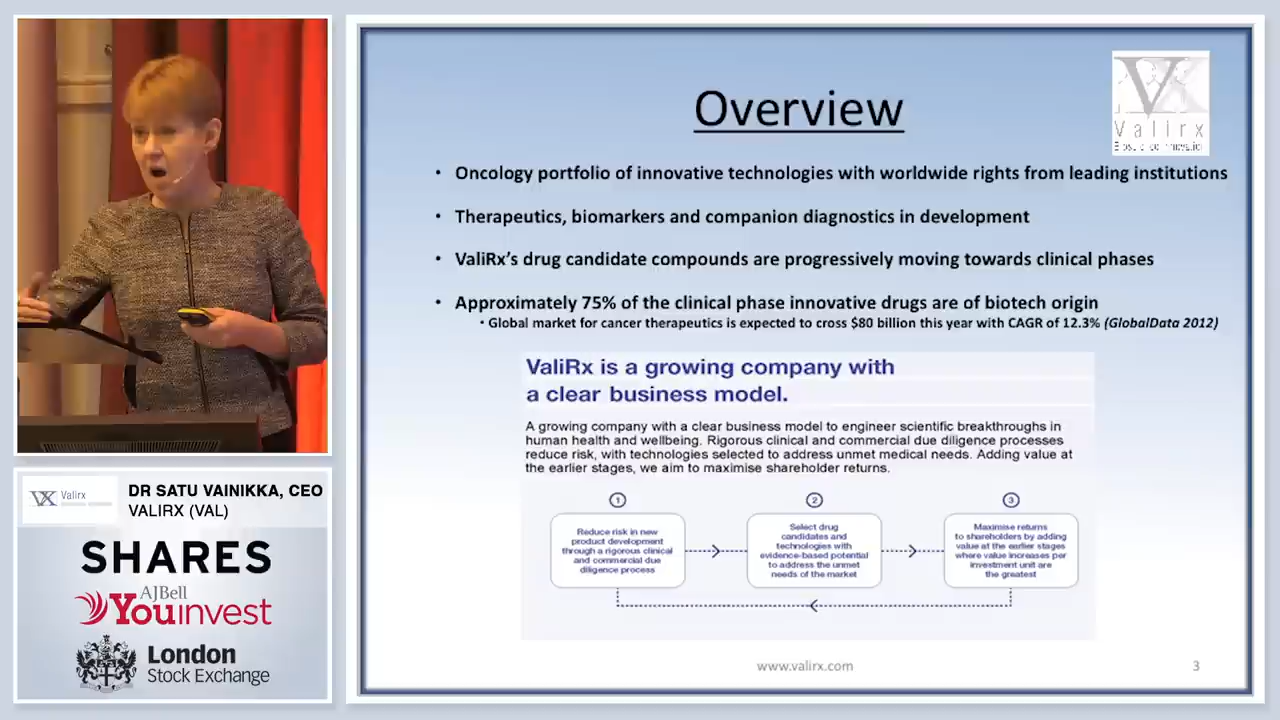 Overview
VX
Valirx
• Oncology portfolio of innovative technologies with worldwide rights from leading institutions
• Therapeutics, biomarkers and companion diagnostics in development
• ValiRx’s drug candidate compounds are progressively moving towards clinical phases
• Approximately 75% of the clinical phase innovative drugs are of biotech origin
• Global market for cancer therapeutics is expected to cross $80 billion this year with CAGR of 12.3% (GlobalData 2012)
ValiRx is a growing company with
a clear business model.
A growing company with a clear business model to engineer scientific breakthroughs in
human health and wellbeing. Rigorous clinical and commercial due diligence processes
reduce risk, with technologies selected to address unmet medical needs. Adding value at
the earlier stages, we aim to maximise shareholder returns.
1
Reduce risk in new
product development
through a rigorous clinical
and commercial due
diligence process
2
Select drug
candidates and
technologies with
evidence-based potential
to address the unmet
needs of the market
3
Maximise returns
to shareholders by adding
value at the earlier stages
where value increases per
investment unit are
the greatest
www.valirx.com
3
VX Valirx
DR SATU VAINIKKA, CEO
VALIRX (VAL)
SHARES
AJBell
Youinvest
London
Stock Exchange